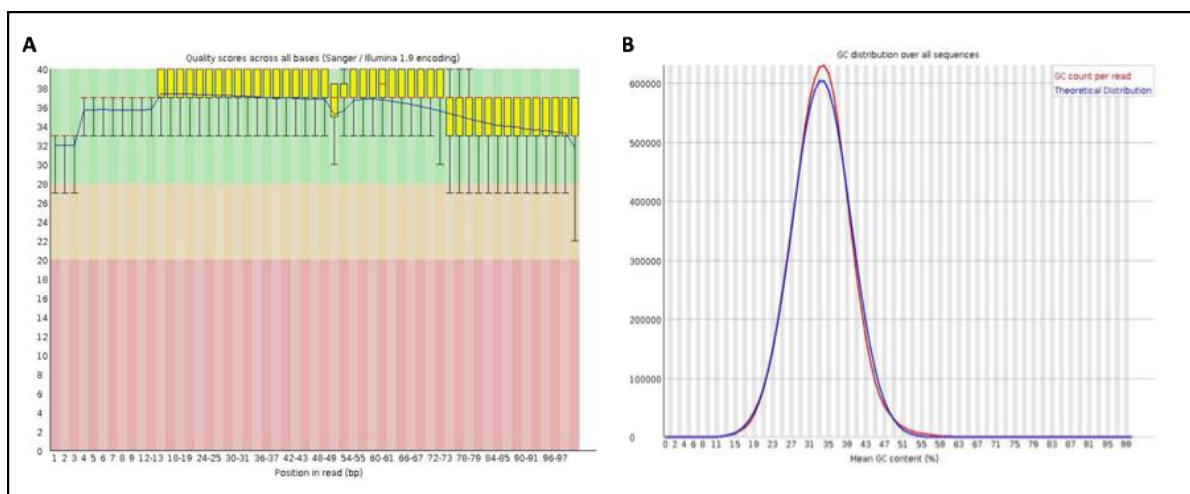 A
Quality scores across all bases (Sanger / Illumina 1.9 encoding)
40
38
36
34
32
30
28
26
24
22
20
18
16
14
12
10
8
6
4
2
0
1 2 3 4 5 6 7 8 9 12-13 18-19 24-25 30-31 36-37 42-43 48-49 54-55 60-61 66-67 72-73 78-79 84-85 90-91 96-97
Position in read (bp)
B
GC distribution over all sequences
GC count per read
Theoretical Distribution
600000
500000
400000
300000
200000
100000
0
0 2 4 6 8 11 15 19 23 27 31 35 39 43 47 51 55 59 63 67 71 75 79 83 87 91 95 99
Mean GC content (%)